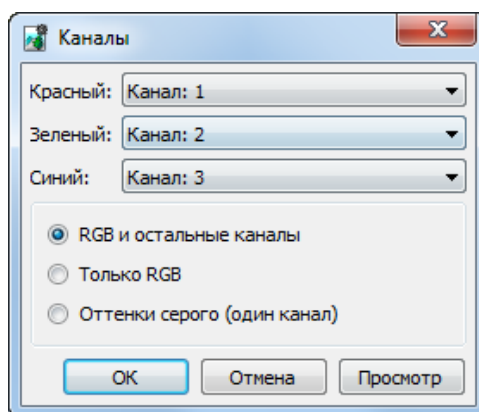 Каналы
Красный: Канал: 1
Зеленый: Канал: 2
Синий: Канал: 3
RGB и остальные каналы
Только RGB
Оттенки серого (один канал)
ОК Отмена Просмотр